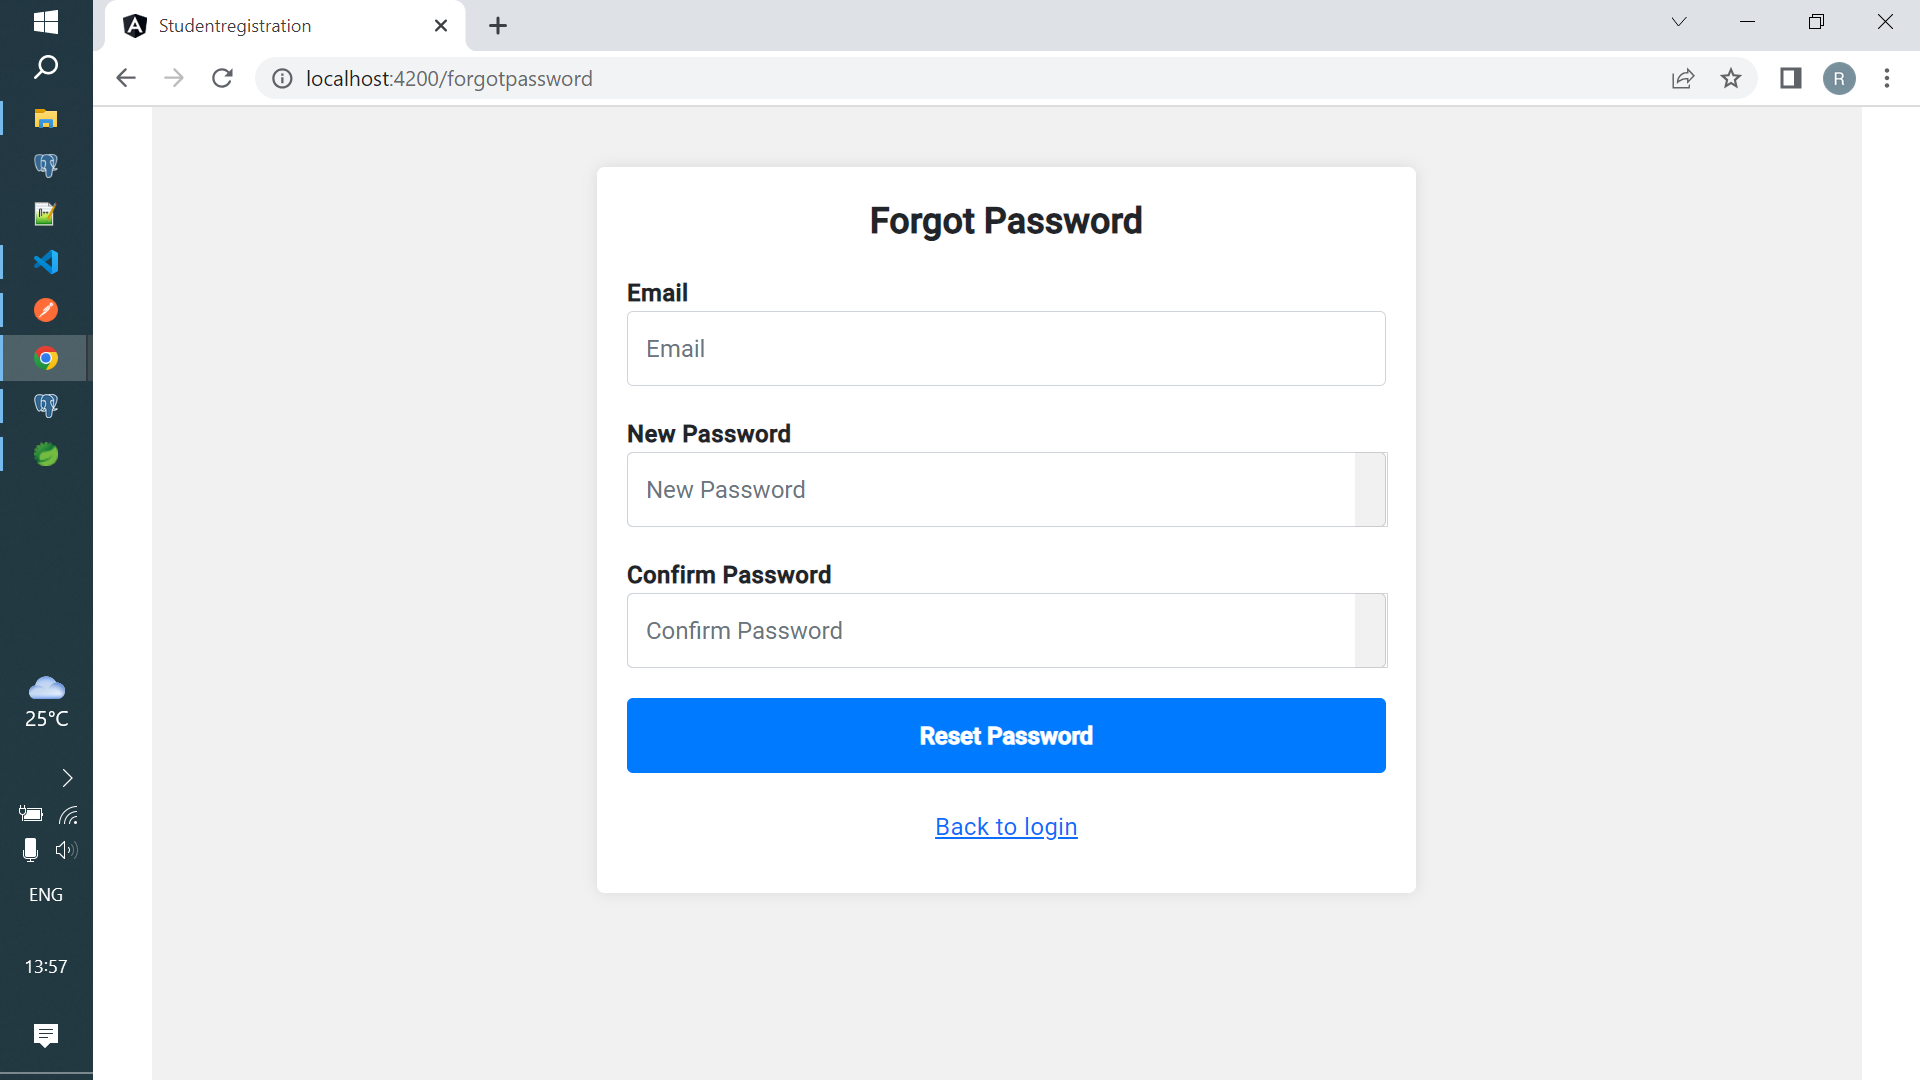 Studentregistration
localhost:4200/forgotpassword
R
Forgot Password
Email
Email
New Password
New Password
Confirm Password
Confirm Password
Reset Password
Back to login
25°C
ENG
13:57